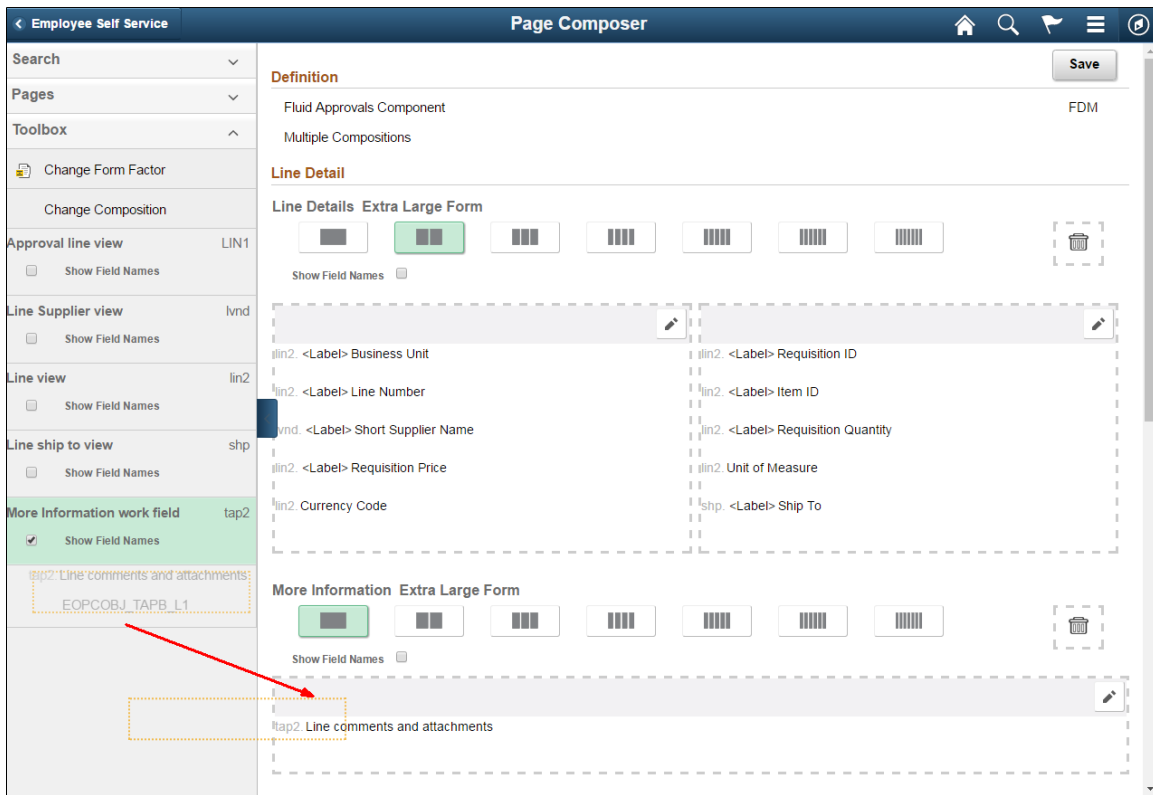 Employee Self Service
Page Composer
Search
Pages
Toolbox
Change Form Factor
Change Composition
Approval line view LIN1
Show Field Names
Line Supplier view lvnd
Show Field Names
Line view lin2
Show Field Names
Line ship to view shp
Show Field Names
More Information work field tap2
Show Field Names
tap2. Line comments and attachments
EOPCOBJ_TAPB_L1
Save
Definition
Fluid Approvals Component FDM
Multiple Compositions
Line Detail
Line Details Extra Large Form
Show Field Names
lin2. <Label> Business Unit
lin2. <Label> Line Number
lvnd. <Label> Short Supplier Name
lin2. <Label> Requisition Price
lin2. Currency Code
lin2. <Label> Requisition ID
lin2. <Label> Item ID
lin2. <Label> Requisition Quantity
lin2. Unit of Measure
shp. <Label> Ship To
More Information Extra Large Form
Show Field Names
tap2. Line comments and attachments